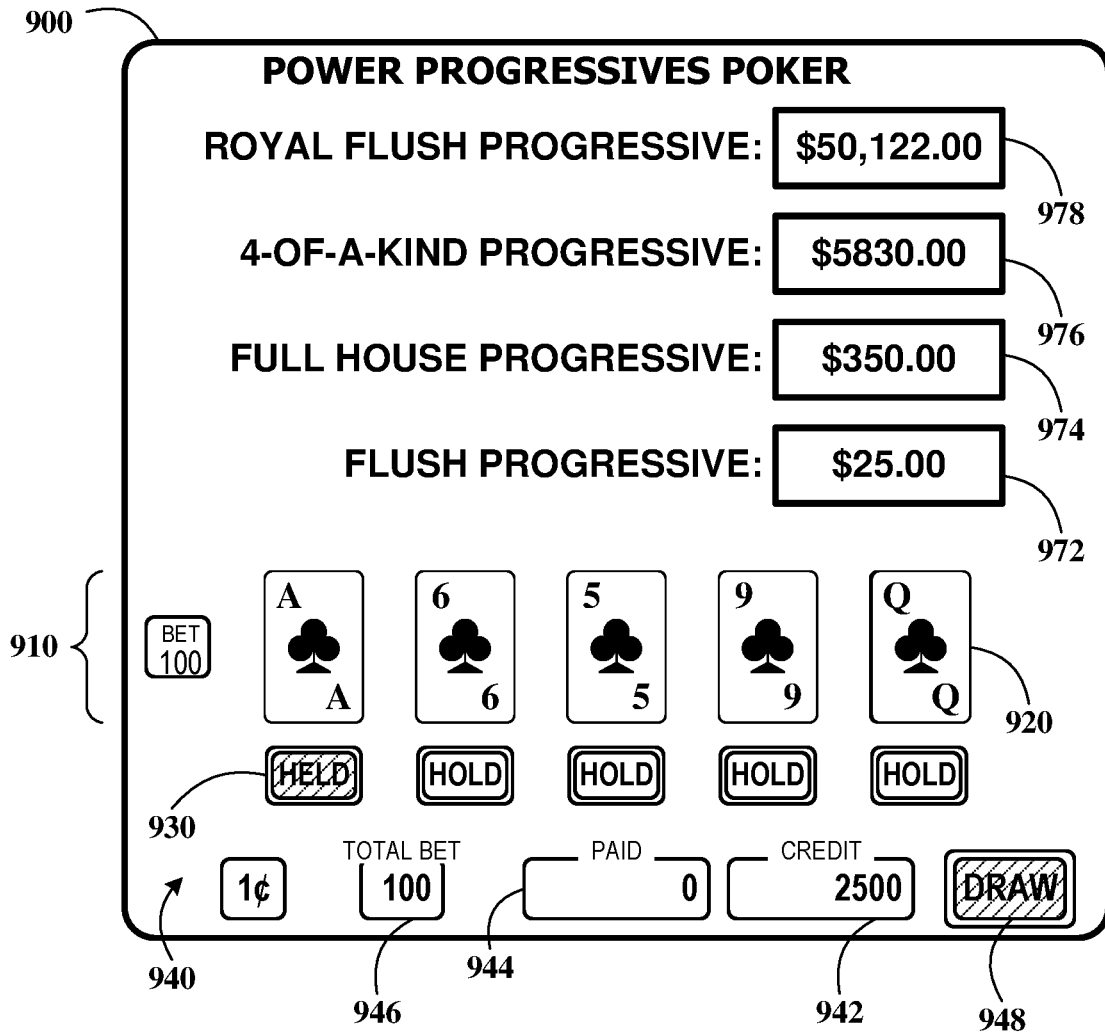 900
POWER PROGRESSIVES POKER
ROYAL FLUSH PROGRESSIVE: $50,122.00
978
4-OF-A-KIND PROGRESSIVE: $5830.00
976
FULL HOUSE PROGRESSIVE: $350.00
974
FLUSH PROGRESSIVE: $25.00
972
A 6 5 9 Q
910
BET
100
A 6 5 9 Q
920
HELD HOLD HOLD HOLD HOLD
930
TOTAL BET PAID CREDIT
1¢ 100 0 2500 DRAW
940 946 944 942 948